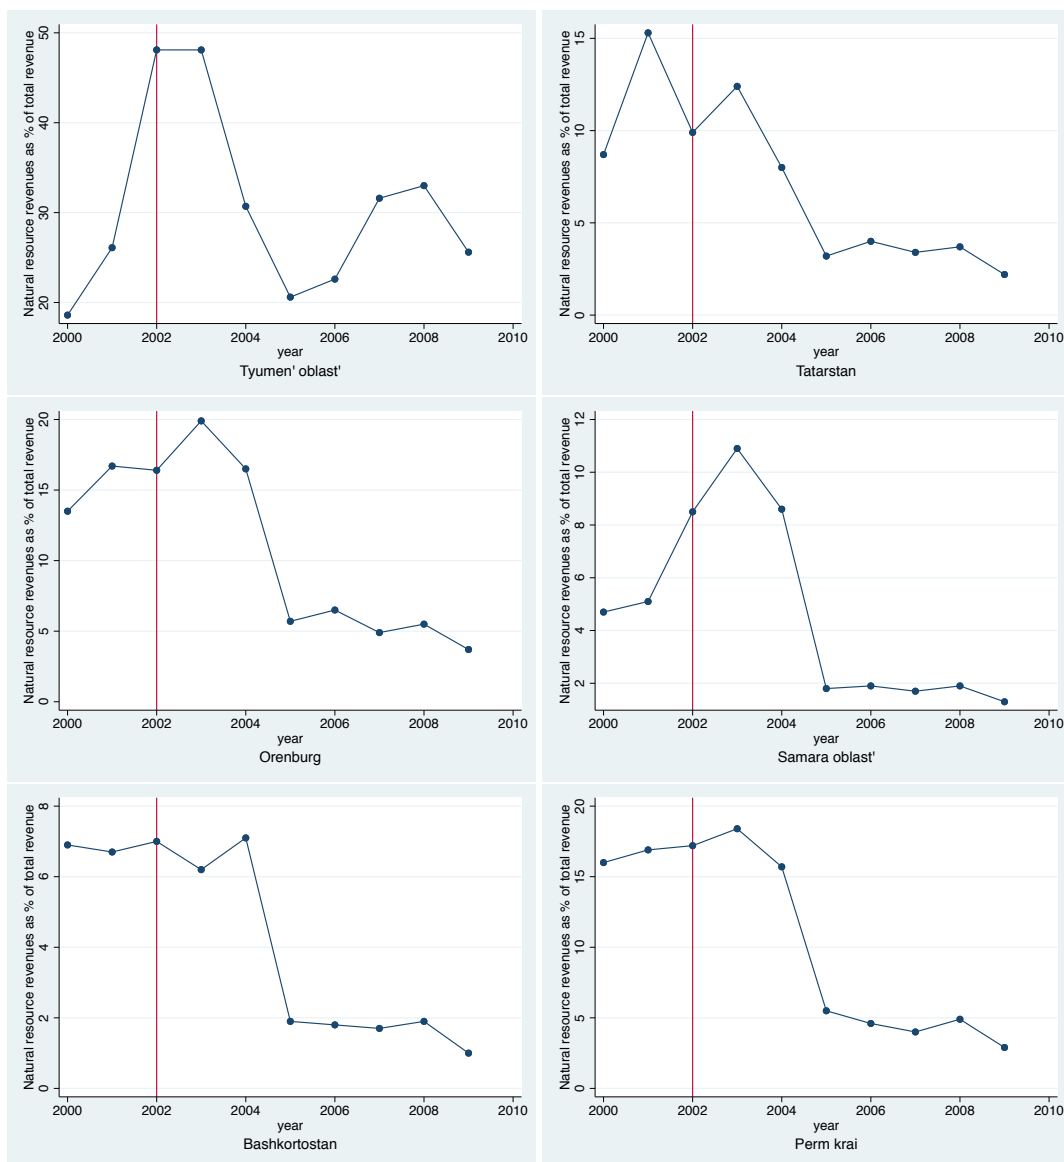 Natural resource revenues as % of total revenue
50
40
30
20
2000 2002 2004 2006 2008 2010
year
Tyumen' oblast'
Natural resource revenues as % of total revenue
15
10
5
0
2000 2002 2004 2006 2008 2010
year
Tatarstan
Natural resource revenues as % of total revenue
20
15
10
5
0
2000 2002 2004 2006 2008 2010
year
Orenburg
Natural resource revenues as % of total revenue
12
10
8
6
4
2
2000 2002 2004 2006 2008 2010
year
Samara oblast'
Natural resource revenues as % of total revenue
8
6
4
2
0
2000 2002 2004 2006 2008 2010
year
Bashkortostan
Natural resource revenues as % of total revenue
20
15
10
5
0
2000 2002 2004 2006 2008 2010
year
Perm krai